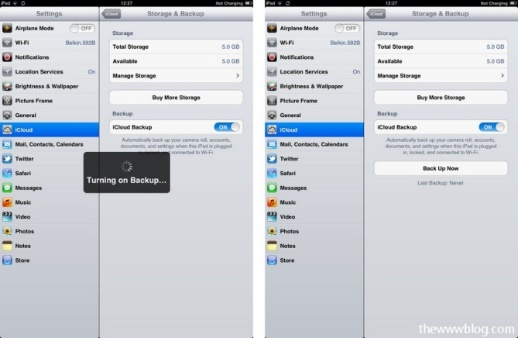 iPad
12:37
Not Charging
Settings
iCloud
Storage & Backup
Airplane Mode OFF
Wi-Fi Belkin.592B
Notifications
Location Services On
Brightness & Wallpaper
Picture Frame
General
iCloud
Mail, Contacts, Calendars
Twitter
Safari
Messages
Music
Video
Photos
Notes
Store
Storage
Total Storage 5.0 GB
Available 5.0 GB
Manage Storage
Buy More Storage
Backup
iCloud Backup ON
Automatically back up your camera roll, accounts,
documents, and settings when this iPad is plugged
in, locked, and connected to Wi-Fi.
Turning on Backup...
iPad
12:37
Not Charging
Settings
iCloud
Storage & Backup
Airplane Mode OFF
Wi-Fi Belkin.592B
Notifications
Location Services On
Brightness & Wallpaper
Picture Frame
General
iCloud
Mail, Contacts, Calendars
Twitter
Safari
Messages
Music
Video
Photos
Notes
Store
Storage
Total Storage 5.0 GB
Available 5.0 GB
Manage Storage
Buy More Storage
Backup
iCloud Backup ON
Automatically back up your camera roll, accounts,
documents, and settings when this iPad is plugged
in, locked, and connected to Wi-Fi.
Back Up Now
Last Backup: Never
thewwwblog.com